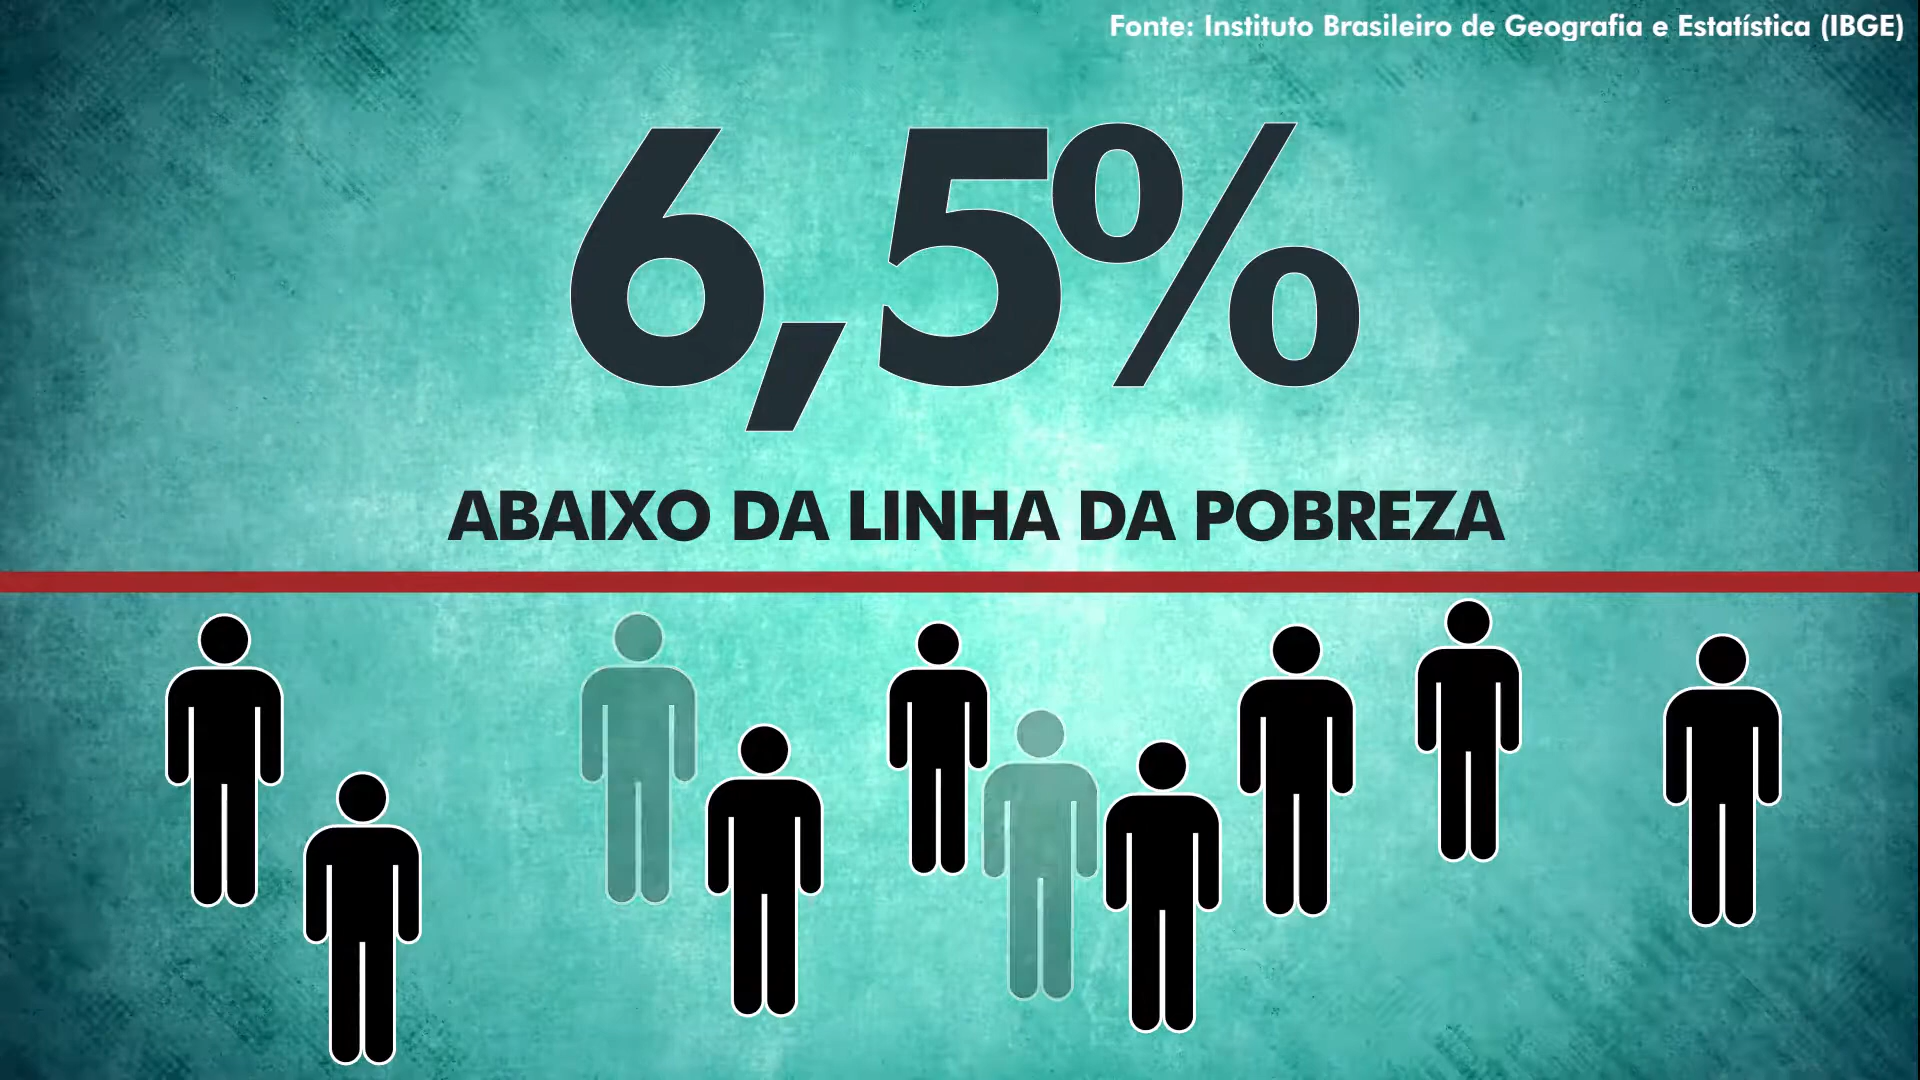 Fonte: Instituto Brasileiro de Geografia e Estatística (IBGE)
6,5%
ABAIXO DA LINHA DA POBREZA